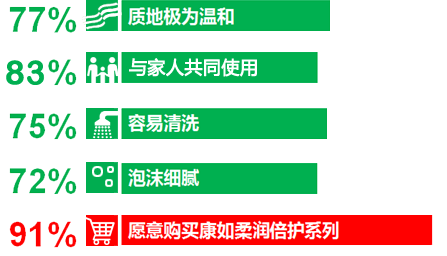 77% 质地极为温和
83% 与家人共同使用
75% 容易清洗
72% 泡沫细腻
91% 愿意购买康如柔润倍护系列